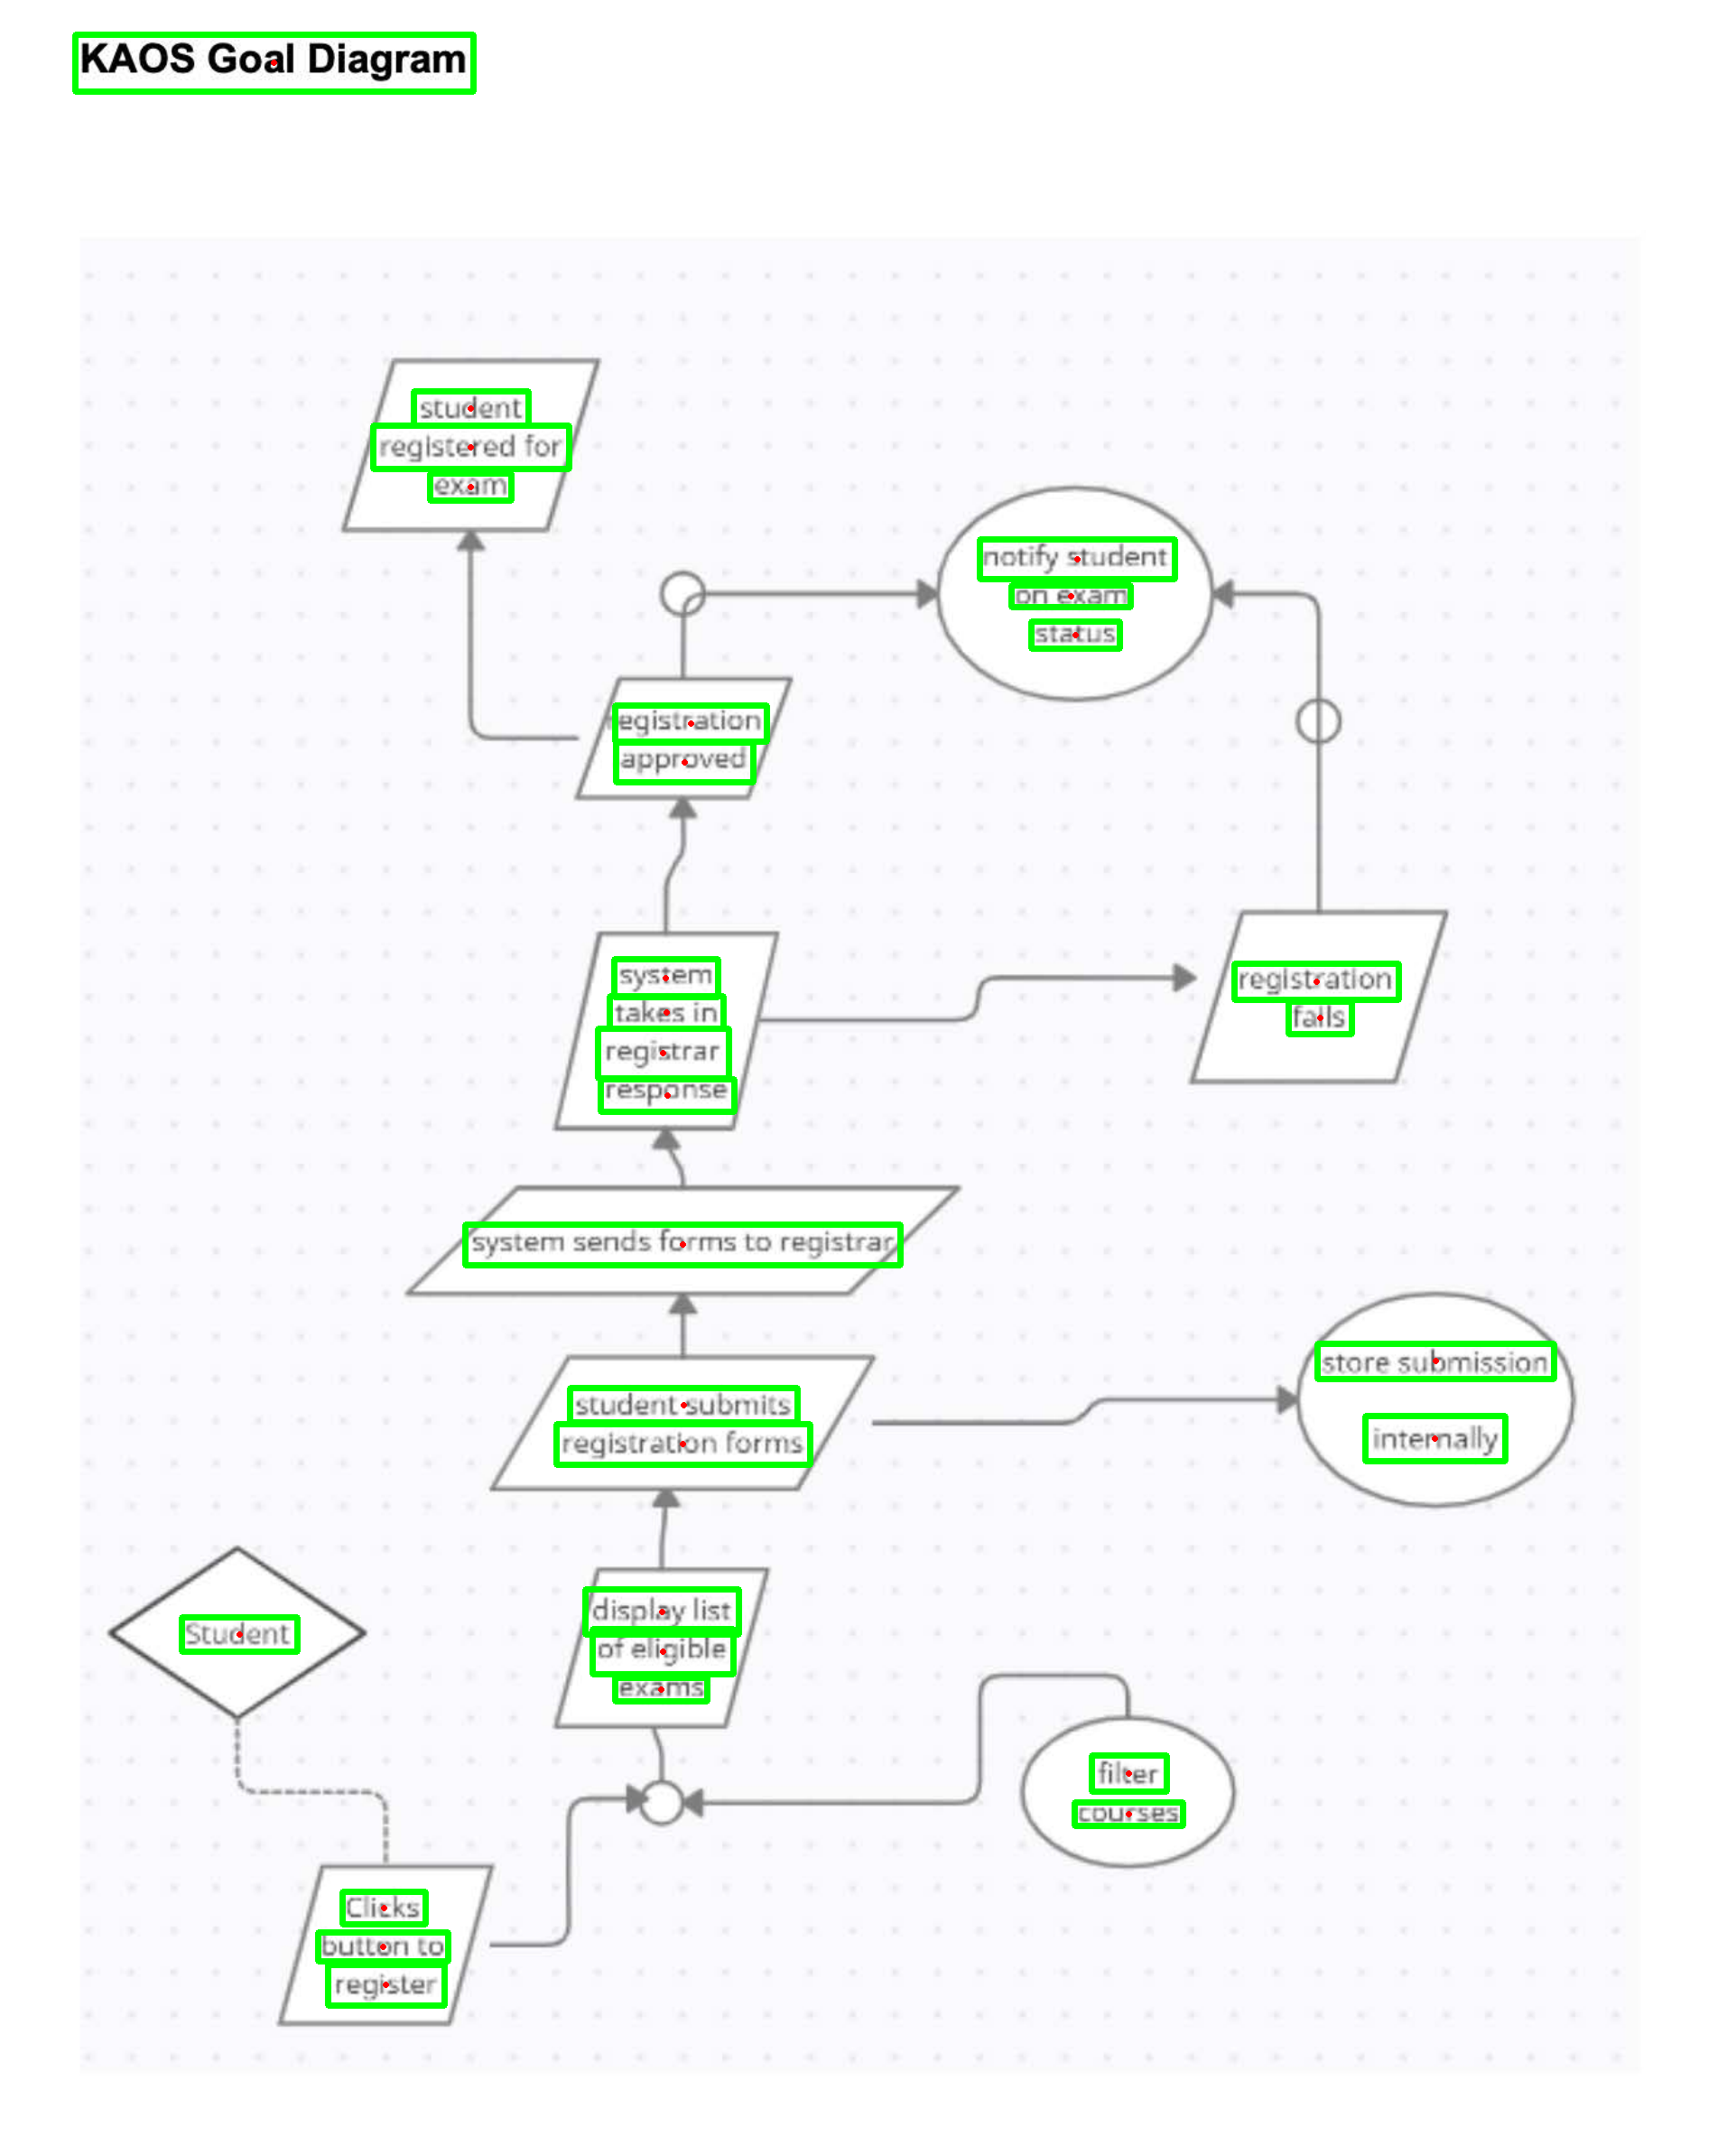 KAOS Goal Diagram
student
registered for
exam
notify student
on exam
status
registration
approved
system
takes in
registrar
response
registration
fails
system sends forms to registrar
student submits
registration forms
store submission
internally
display list
of eligible
exams
Student
filter
courses
Clicks
button to
register